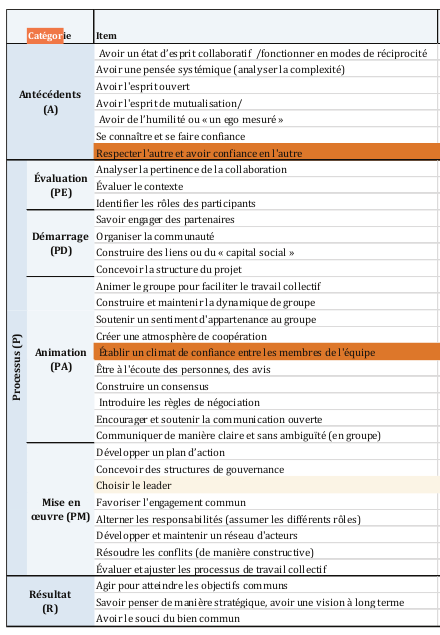 Catégorie Item
Avoir un état d'esprit collaboratif /fonctionner en modes de réciprocité
Avoir une pensée systémique (analyser la complexité)
Avoir l'esprit ouvert
Antécédents
(A)
Avoir l'esprit de mutualisation/
Avoir de l'humilité ou « un ego mesuré »
Se connaître et se faire confiance
Respecter l'autre et avoir confiance en l'autre
Processus (P)
Évaluation
(PE)
Analyser la pertinence de la collaboration
Évaluer le contexte
Identifier les rôles des participants
Démarrage
(PD)
Savoir engager des partenaires
Organiser la communauté
Construire des liens ou du « capital social »
Concevoir la structure du projet
Animation
(PA)
Animer le groupe pour faciliter le travail collectif
Construire et maintenir la dynamique de groupe
Soutenir un sentiment d'appartenance au groupe
Créer une atmosphère de coopération
Établir un climat de confiance entre les membres de l'équipe
Être à l'écoute des personnes, des avis
Construire un consensus
Introduire les règles de négociation
Encourager et soutenir la communication ouverte
Communiquer de manière claire et sans ambiguïté (en groupe)
Mise en
œuvre (PM)
Développer un plan d'action
Concevoir des structures de gouvernance
Choisir le leader
Favoriser l'engagement commun
Alterner les responsabilités (assumer les différents rôles)
Développer et maintenir un réseau d'acteurs
Résoudre les conflits (de manière constructive)
Évaluer et ajuster les processus de travail collectif
Résultat
(R)
Agir pour atteindre les objectifs communs
Savoir penser de manière stratégique, avoir une vision à long terme
Avoir le souci du bien commun